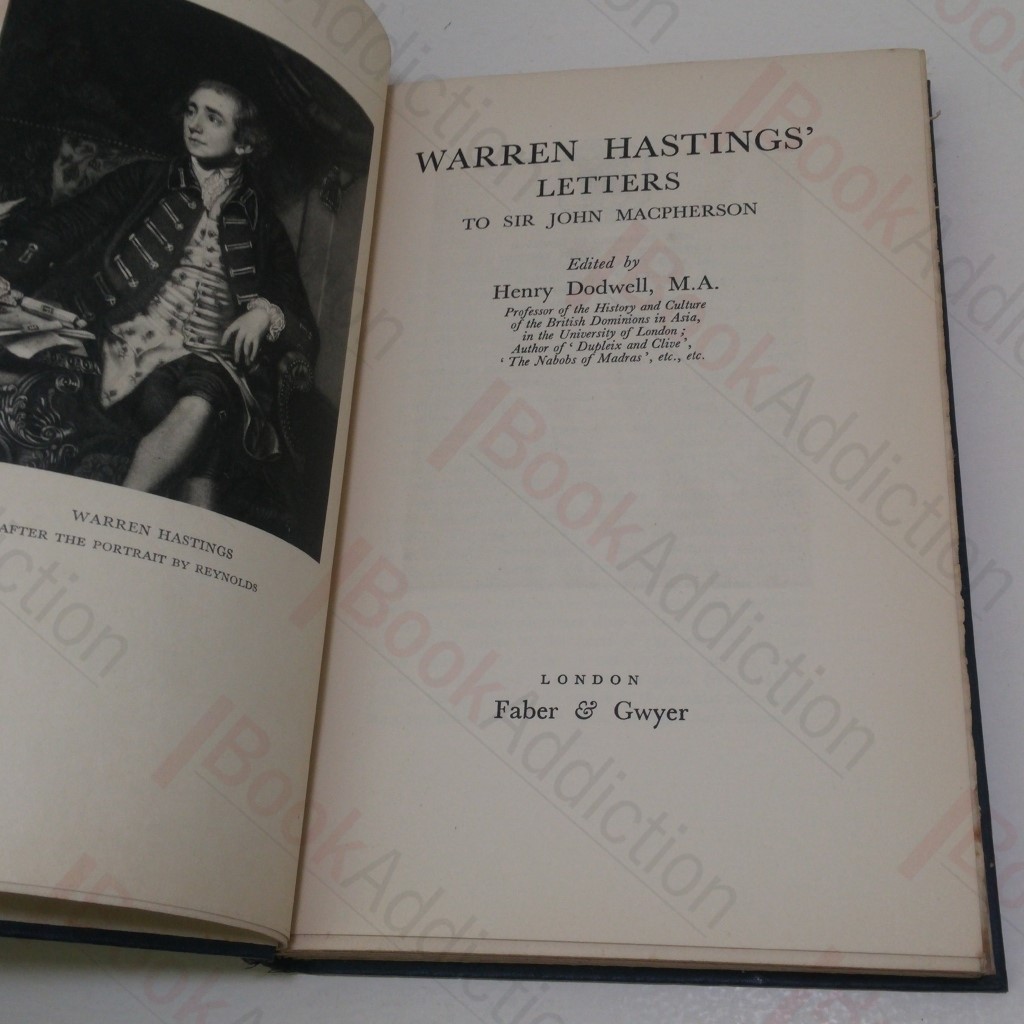 WARREN HASTINGS
AFTER THE PORTRAIT BY REYNOLDS
WARREN HASTINGS'
LETTERS
TO SIR JOHN MACPHERSON
Edited by
Henry Dodwell, M.A.
Professor of the History and Culture
of the British Dominions in Asia,
in the University of London ;
Author of ‘ Dupleix and Clive’,
‘ The Nabobs of Madras’, etc., etc.
LONDON
Faber & Gwyer
BookAddiction